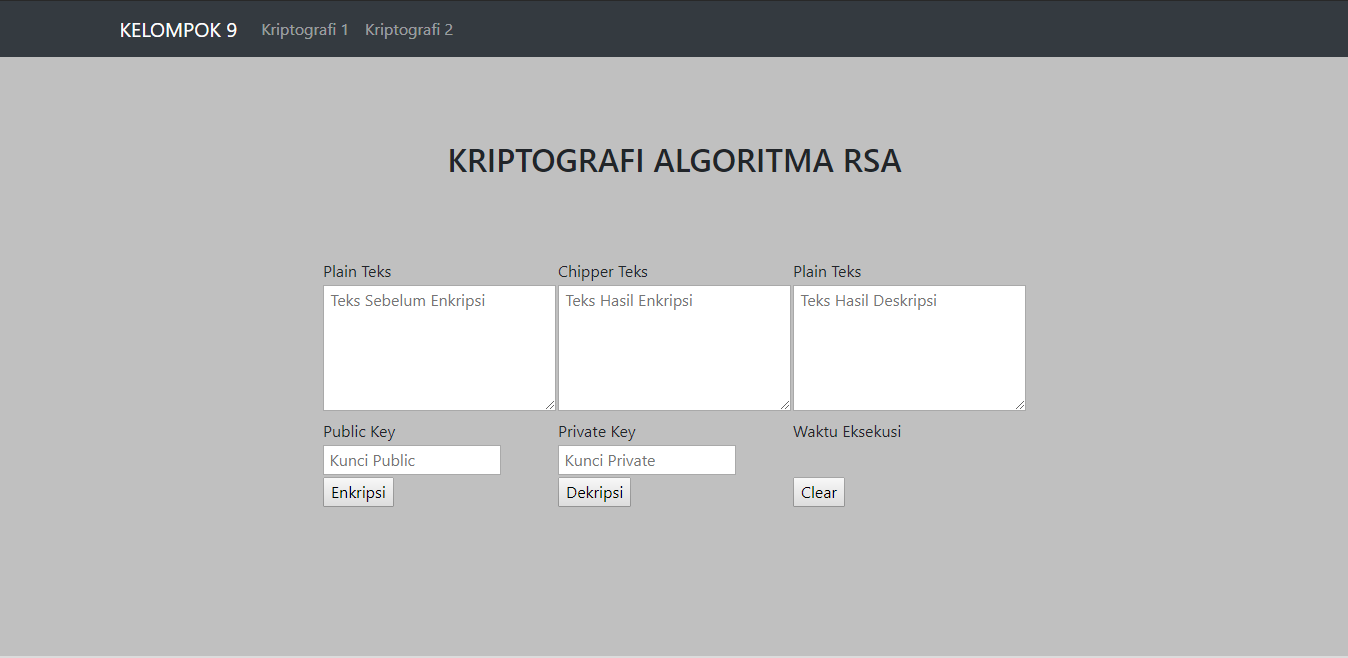 KELOMPOK 9 Kriptografi 1 Kriptografi 2
KRIPTOGRAFI ALGORITMA RSA
Plain Teks Chipper Teks Plain Teks
Teks Sebelum Enkripsi Teks Hasil Enkripsi Teks Hasil Deskripsi
Public Key Private Key Waktu Eksekusi
Kunci Public Kunci Private
Enkripsi Dekripsi Clear